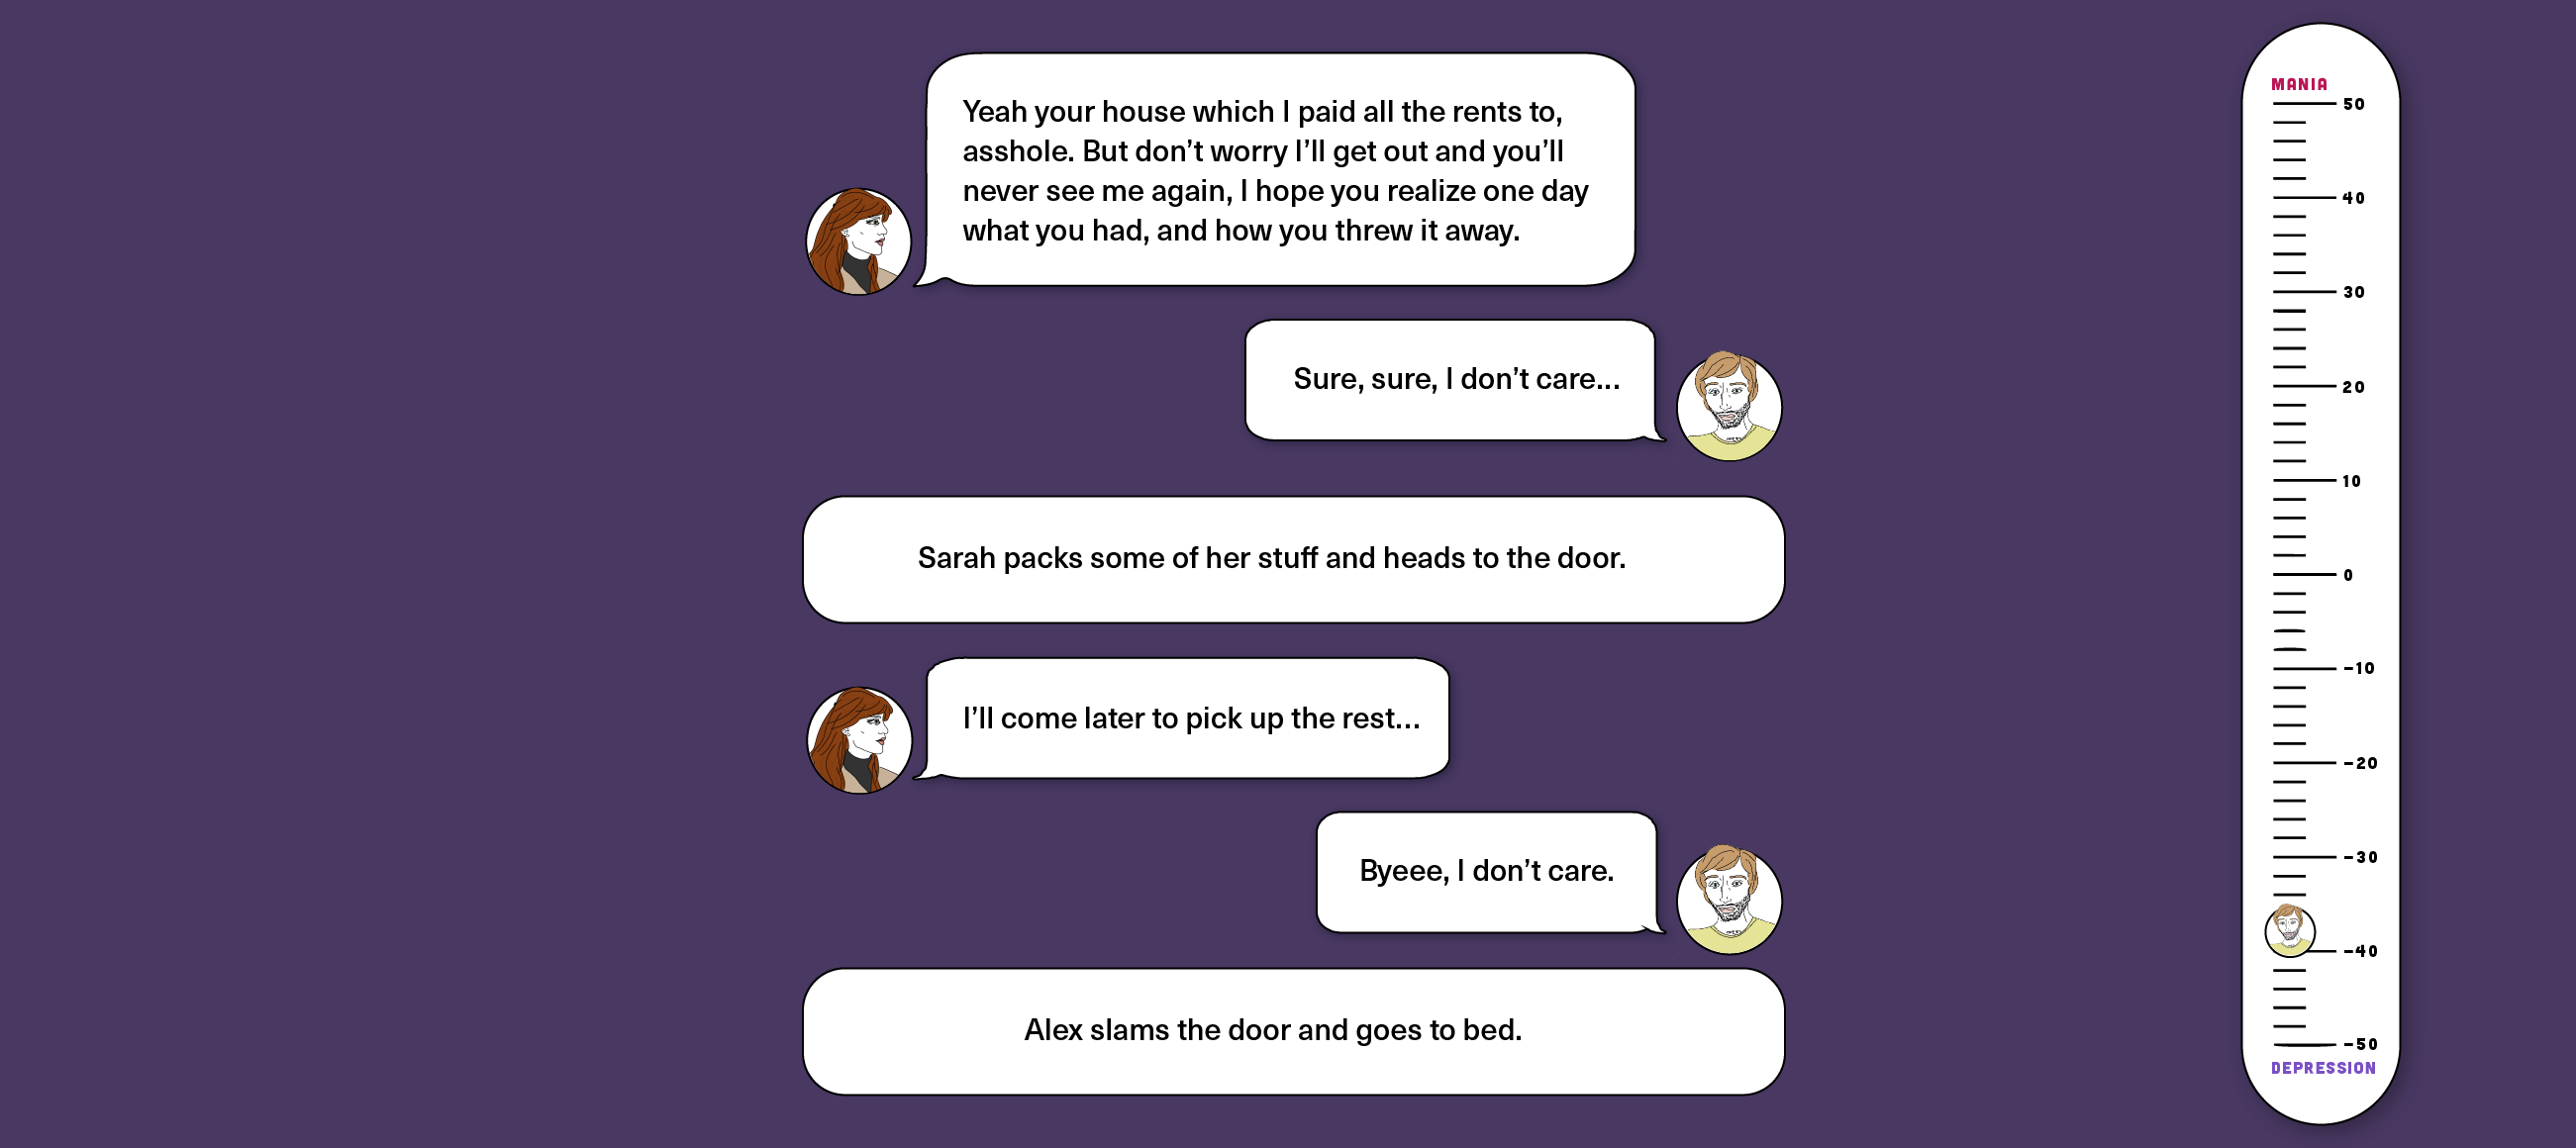 Yeah your house which I paid all the rents to,
asshole. But don’t worry I’ll get out and you’ll
never see me again, I hope you realize one day
what you had, and how you threw it away.
Sure, sure, I don’t care...
Sarah packs some of her stuff and heads to the door.
I’ll come later to pick up the rest...
Byeee, I don’t care.
Alex slams the door and goes to bed.
MANIA
50
40
30
20
10
0
-10
-20
-30
-40
-50
DEPRESSION